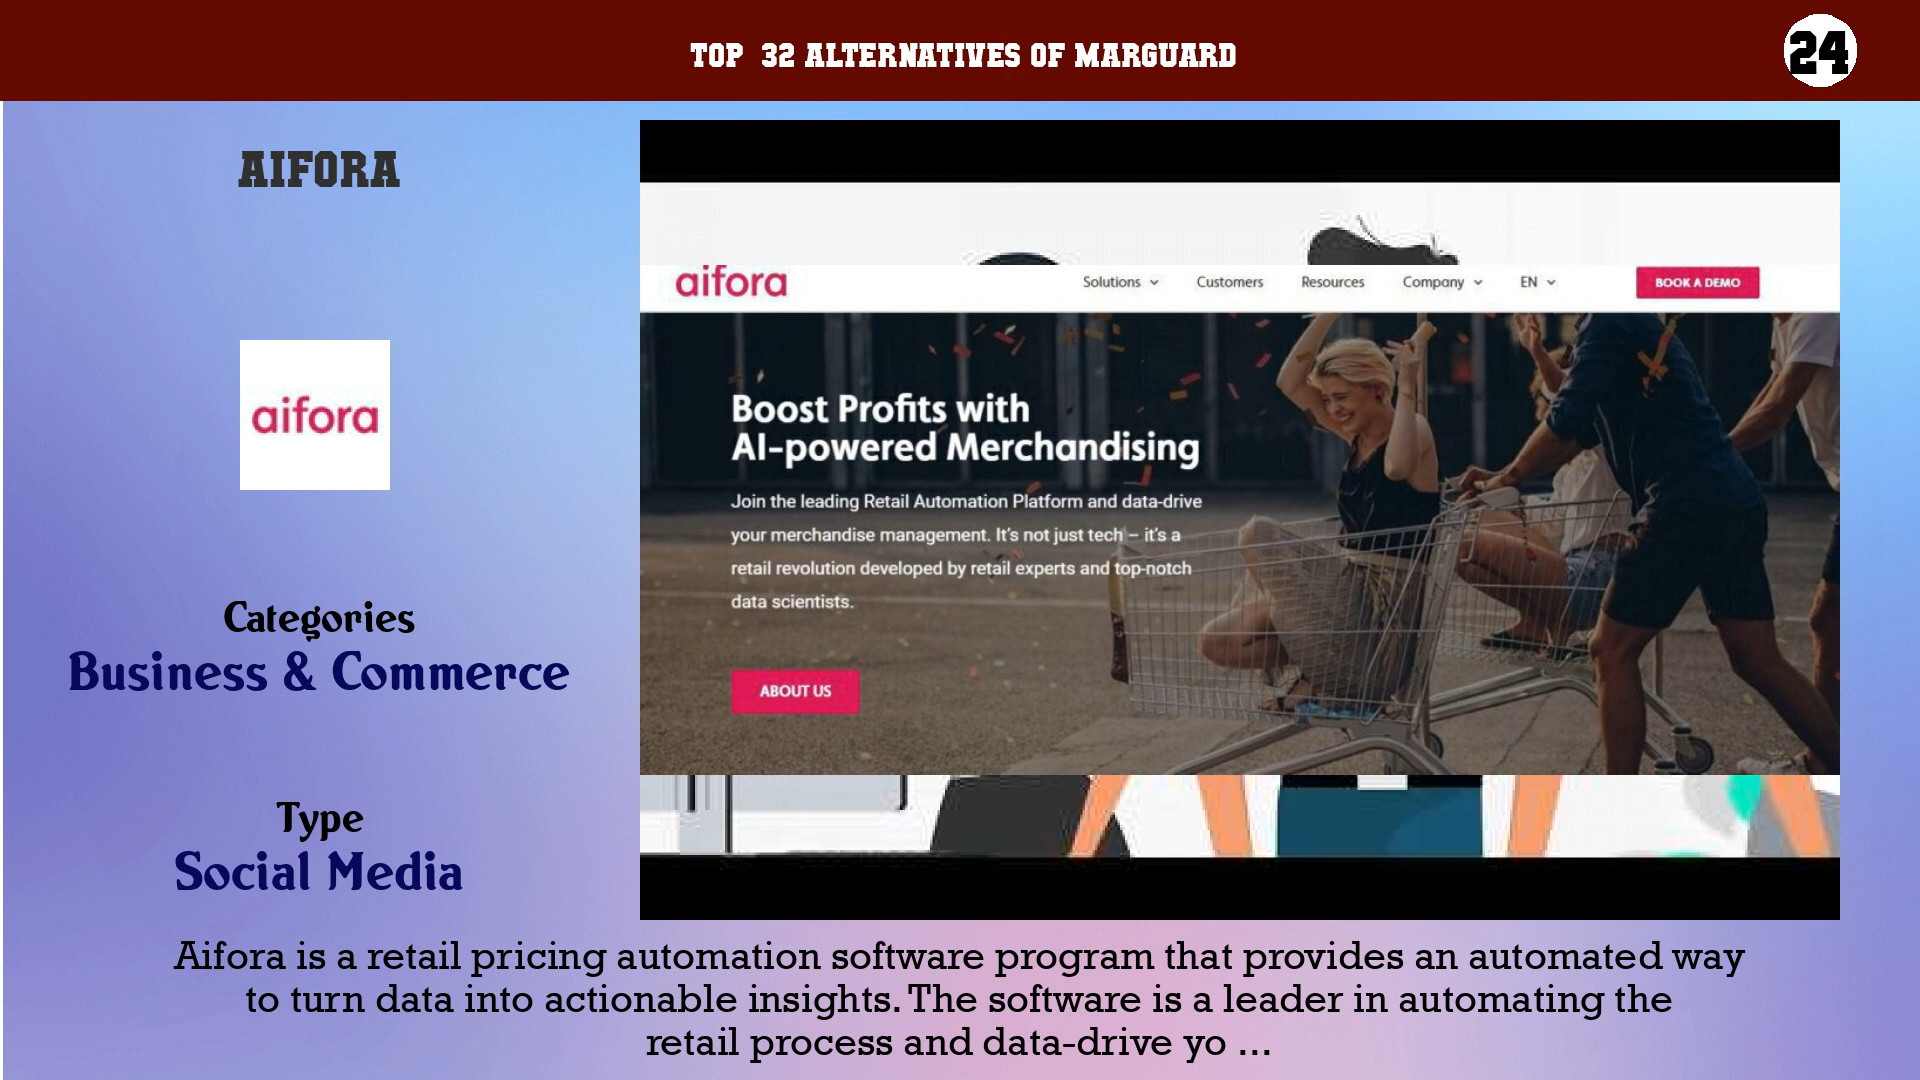 TOP 32 ALTERNATIVES OF MARGUARD
24
AIFORA
aifora
Categories
Business & Commerce
Type
Social Media
aifora
Solutions
Customers
Resources
Company
EN
BOOK A DEMO
Boost Profits with
AI-powered Merchandising
Join the leading Retail Automation Platform and data-drive
your merchandise management. It's not just tech – it's a
retail revolution developed by retail experts and top-notch
data scientists.
ABOUT US
Aifora is a retail pricing automation software program that provides an automated way
to turn data into actionable insights. The software is a leader in automating the
retail process and data-drive yo ...